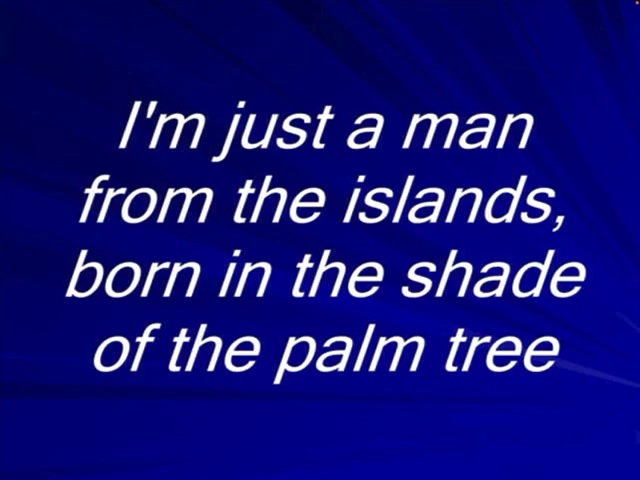 I'm just a man
from the islands,
born in the shade
of the palm tree